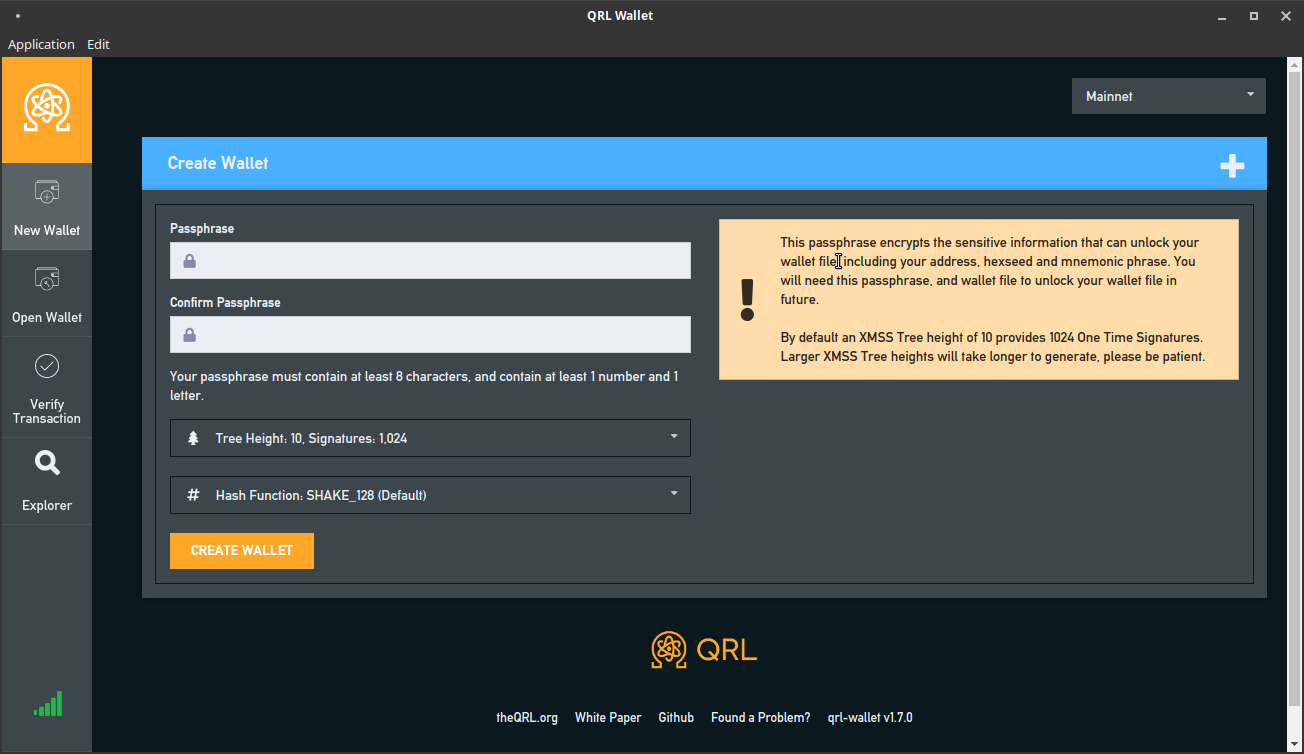 QRL Wallet
Application Edit
Mainnet
New Wallet
Open Wallet
Verify
Transaction
Explorer
Create Wallet
Passphrase
Confirm Passphrase
Your passphrase must contain at least 8 characters, and contain at least 1 number and 1
letter.
Tree Height: 10, Signatures: 1,024
# Hash Function: SHAKE_128 (Default)
CREATE WALLET
This passphrase encrypts the sensitive information that can unlock your
wallet file, including your address, hexseed and mnemonic phrase. You
will need this passphrase, and wallet file to unlock your wallet file in
future.
By default an XMSS Tree height of 10 provides 1024 One Time Signatures.
Larger XMSS Tree heights will take longer to generate, please be patient.
QRL
theQRL.org White Paper Github Found a Problem? qrl-wallet v1.7.0